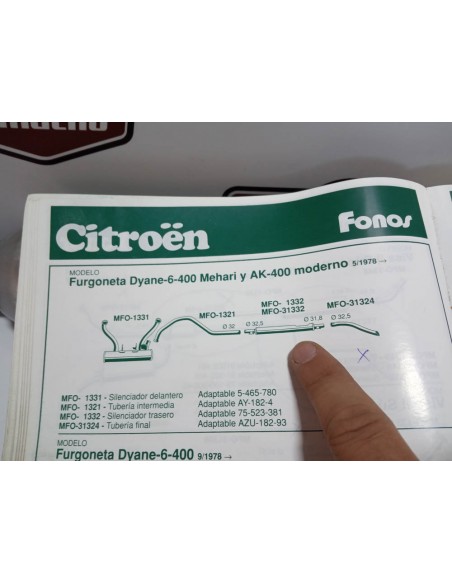 Citroën
Fonos
MODELO
Furgoneta Dyane-6-400 Mehari y AK-400 moderno 5/1978 →
MFO-1331
MFO-1321
MFO- 1332
MFO-31332
MFO-31324
Ø 32
Ø 32,5
Ø 31,8
Ø 32,5
X
MFO- 1331 - Silenciador delantero Adaptable 5-465-780
MFO- 1321 - Tubería intermedia Adaptable AY-182-4
MFO- 1332 - Silenciador trasero Adaptable 75-523-381
MFO-31324 - Tubería final Adaptable AZU-182-93
MODELO
Furgoneta Dyane-6-400 9/1978 →